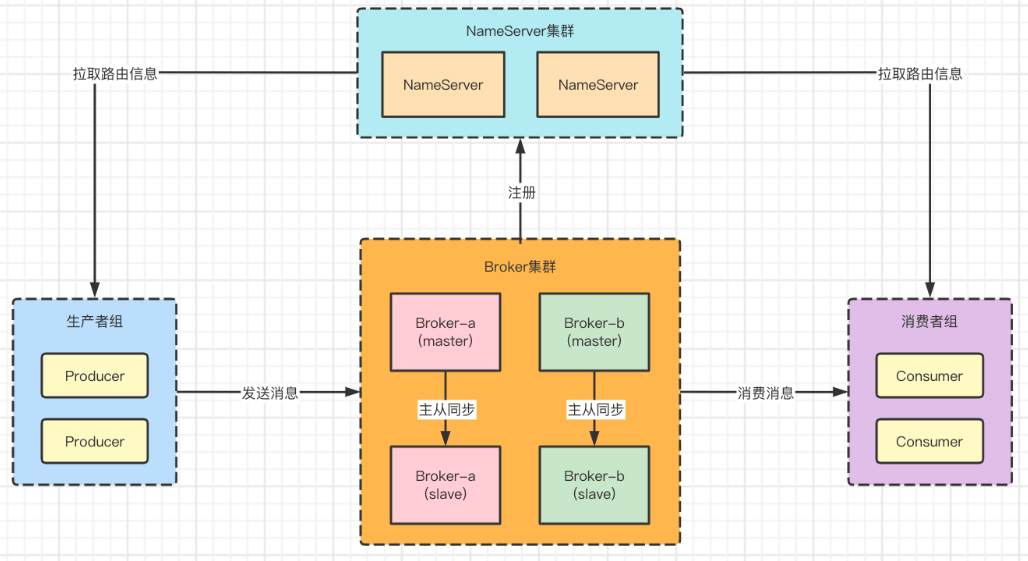 NameServer集群
NameServer
NameServer
拉取路由信息
拉取路由信息
注册
Broker集群
Broker-a
(master)
Broker-b
(master)
主从同步
主从同步
Broker-a
(slave)
Broker-b
(slave)
生产者组
Producer
Producer
发送消息
消费消息
消费者组
Consumer
Consumer